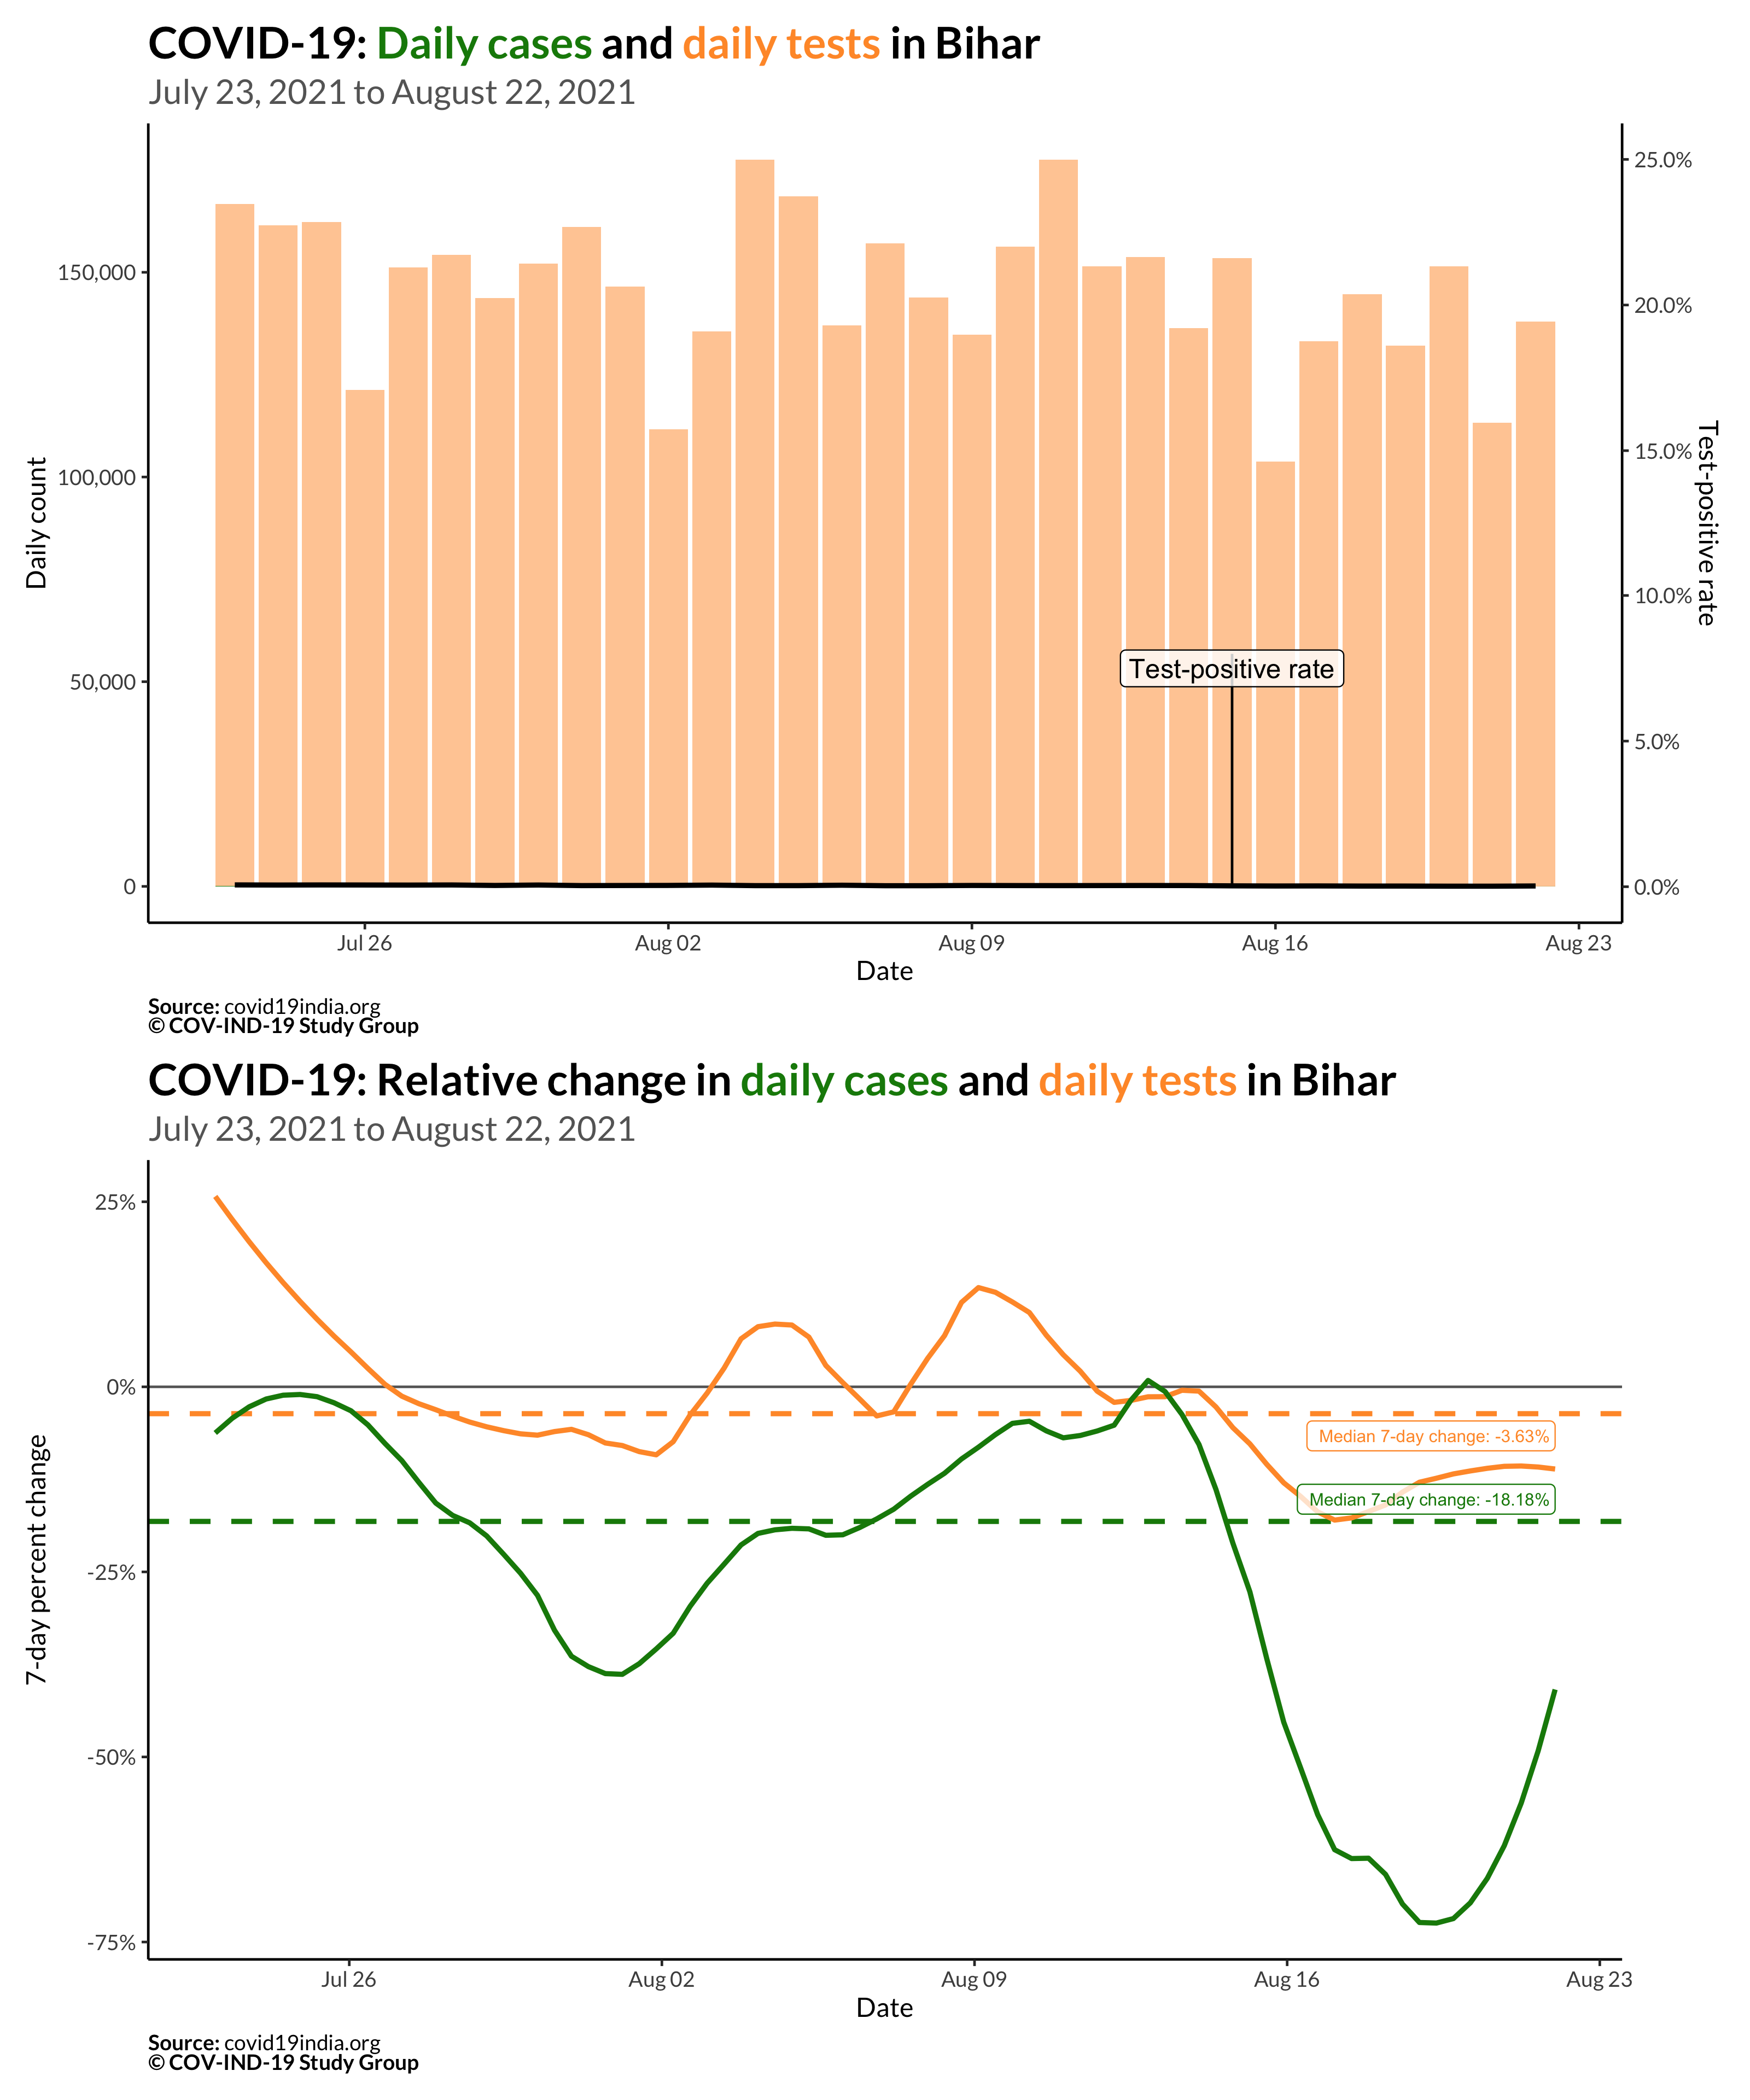 COVID-19: Daily cases and daily tests in Bihar
July 23, 2021 to August 22, 2021
25.0%
150,000
20.0%
100,000
15.0%
Daily count
Test-positive rate
10.0%
Test-positive rate
50,000
5.0%
0
0.0%
Jul 26
Aug 02
Aug 09
Aug 16
Aug 23
Date
Source: covid19india.org
© COV-IND-19 Study Group
COVID-19: Relative change in daily cases and daily tests in Bihar
July 23, 2021 to August 22, 2021
25%
0%
Median 7-day change: -3.63%
Median 7-day change: -18.18%
-25%
7-day percent change
-50%
-75%
Jul 26
Aug 02
Aug 09
Aug 16
Aug 23
Date
Source: covid19india.org
© COV-IND-19 Study Group